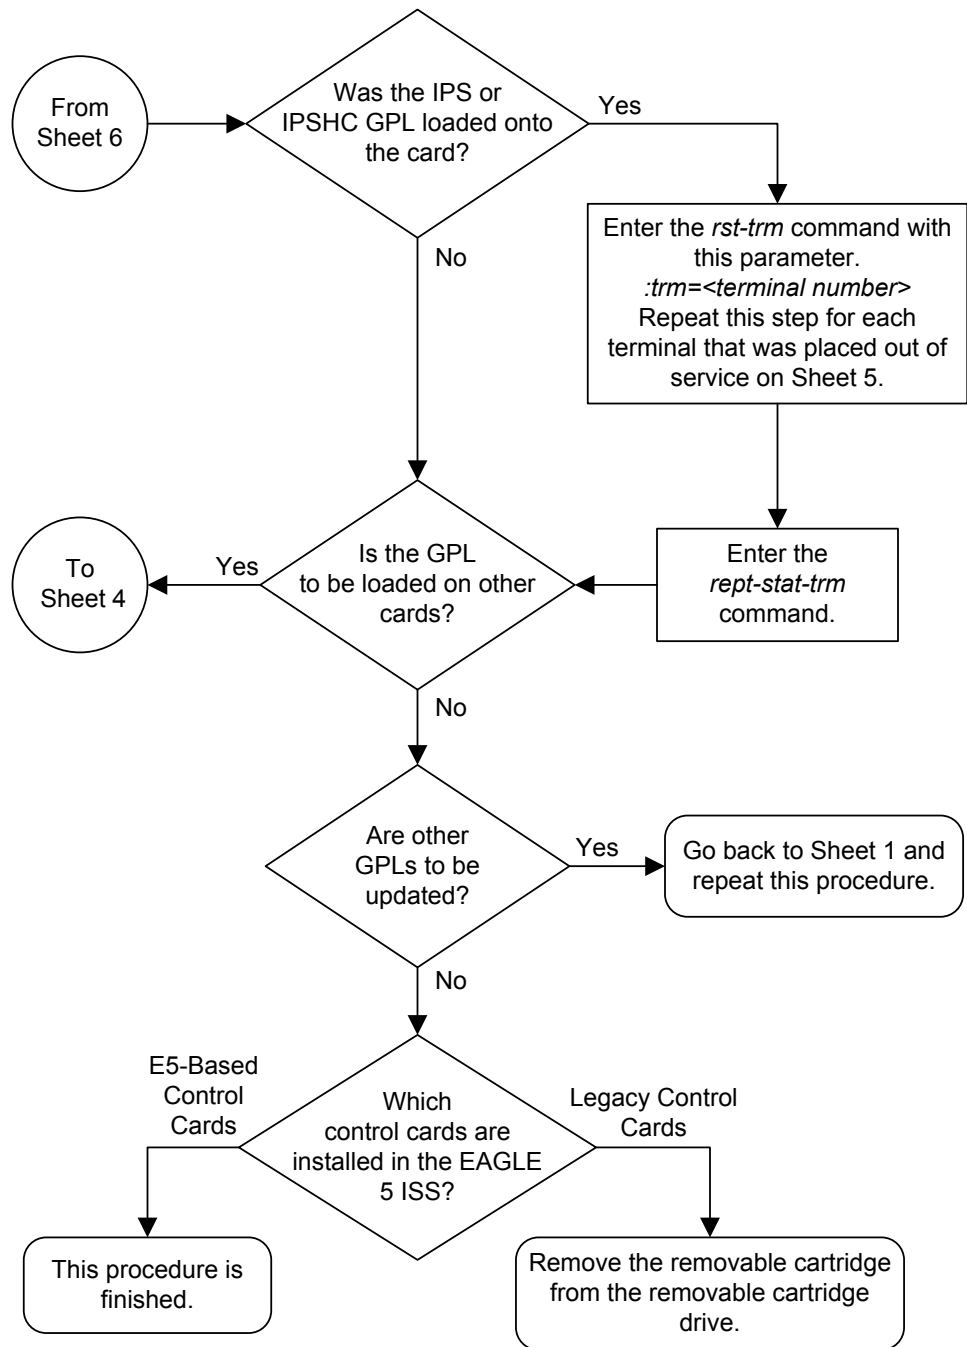 From
Sheet 6
Was the IPS or
IPSHC GPL loaded onto
the card?
Yes
No
Enter the rst-trm command with
this parameter.
:trm=<terminal number>
Repeat this step for each
terminal that was placed out of
service on Sheet 5.
To
Sheet 4
Yes
Is the GPL
to be loaded on other
cards?
Enter the
rept-stat-trm
command.
No
Are other
GPLs to be
updated?
Yes
Go back to Sheet 1 and
repeat this procedure.
No
E5-Based
Control
Cards
Which
control cards are
installed in the EAGLE
5 ISS?
Legacy Control
Cards
This procedure is
finished.
Remove the removable cartridge
from the removable cartridge
drive.